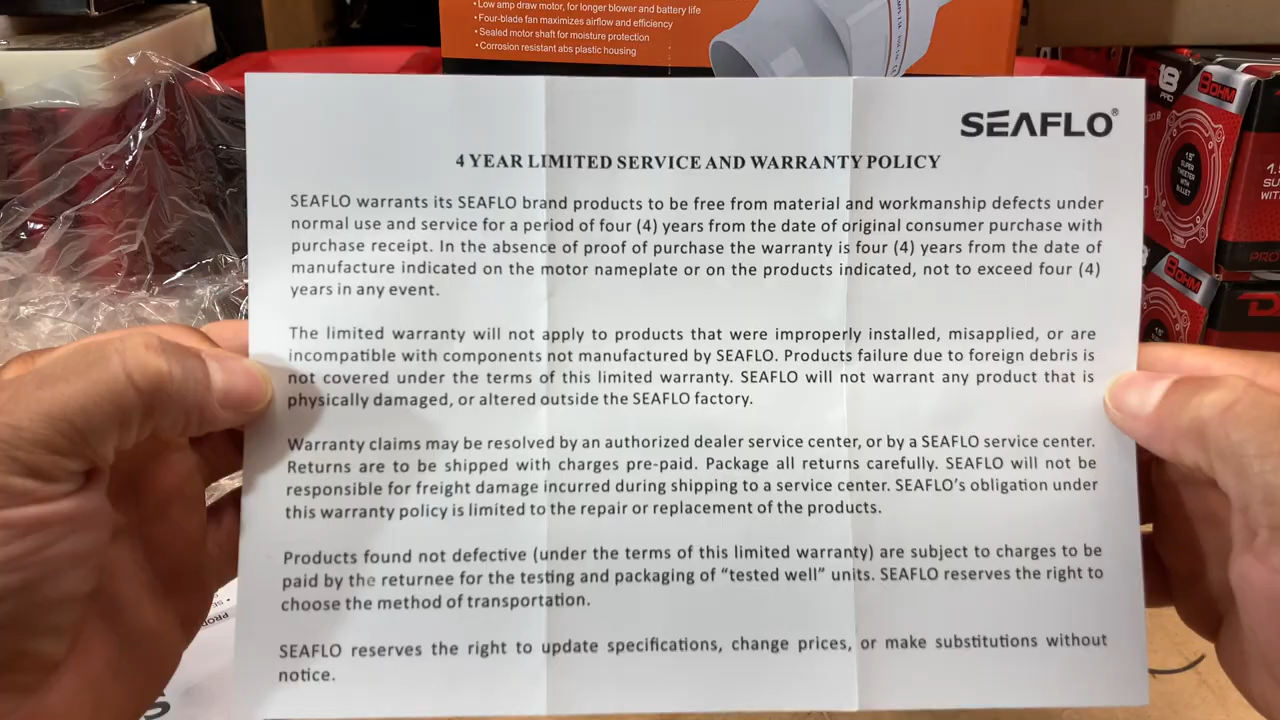 • Low amp draw motor, for longer blower and battery life
• Four-blade fan maximizes airflow and efficiency
• Sealed motor shaft for moisture protection
• Corrosion resistant abs plastic housing
SEAFLO®
4 YEAR LIMITED SERVICE AND WARRANTY POLICY
SEAFLO warrants its SEAFLO brand products to be free from material and workmanship defects under
normal use and service for a period of four (4) years from the date of original consumer purchase with
purchase receipt. In the absence of proof of purchase the warranty is four (4) years from the date of
manufacture indicated on the motor nameplate or on the products indicated, not to exceed four (4)
years in any event.
The limited warranty will not apply to products that were improperly installed, misapplied, or are
incompatible with components not manufactured by SEAFLO. Products failure due to foreign debris is
not covered under the terms of this limited warranty. SEAFLO will not warrant any product that is
physically damaged, or altered outside the SEAFLO factory.
Warranty claims may be resolved by an authorized dealer service center, or by a SEAFLO service center.
Returns are to be shipped with charges pre-paid. Package all returns carefully. SEAFLO will not be
responsible for freight damage incurred during shipping to a service center. SEAFLO's obligation under
this warranty policy is limited to the repair or replacement of the products.
Products found not defective (under the terms of this limited warranty) are subject to charges to be
paid by the returnee for the testing and packaging of “tested well” units. SEAFLO reserves the right to
choose the method of transportation.
SEAFLO reserves the right to update specifications, change prices, or make substitutions without
notice.
PRO
8 OHM
1.5"
SUPER
TWEETER
WITH
BULLET
8 OHM
1.5"
PRO